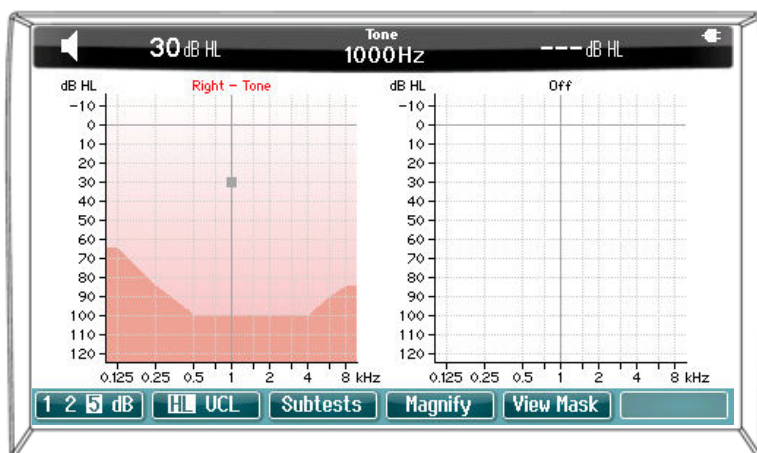 30 dB HL
Tone
1000Hz
---dB HL
dB HL
Right - Tone
-10
0
10
20
30
40
50
60
70
80
90
100
110
120
0.125 0.25 0.5 1 2 4 8 kHz
dB HL
Off
-10
0
10
20
30
40
50
60
70
80
90
100
110
120
0.125 0.25 0.5 1 2 4 8 kHz
1 2 5 dB
HL UCL
Subtests
Magnify
View Mask